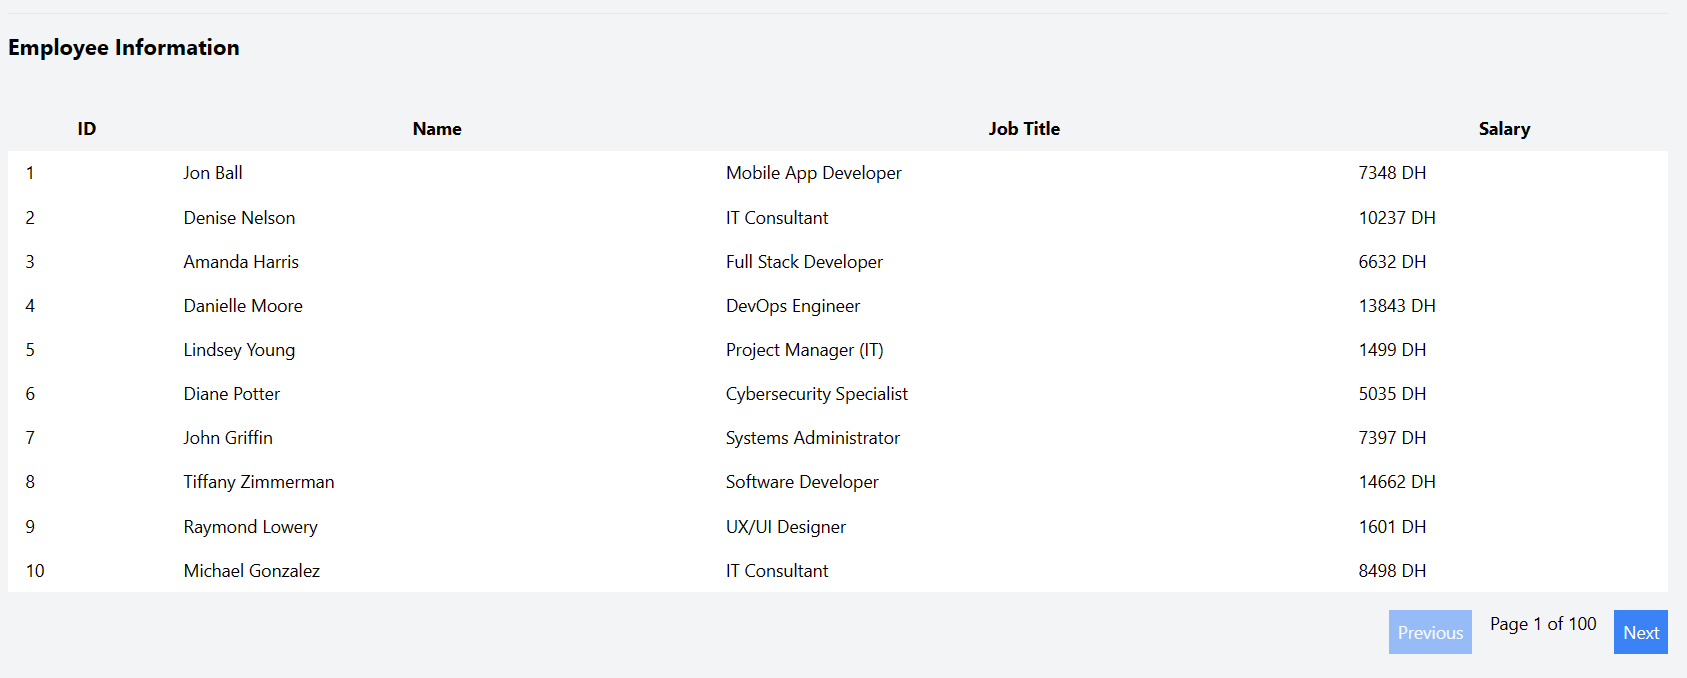 Employee Information
ID Name Job Title Salary
1 Jon Ball Mobile App Developer 7348 DH
2 Denise Nelson IT Consultant 10237 DH
3 Amanda Harris Full Stack Developer 6632 DH
4 Danielle Moore DevOps Engineer 13843 DH
5 Lindsey Young Project Manager (IT) 1499 DH
6 Diane Potter Cybersecurity Specialist 5035 DH
7 John Griffin Systems Administrator 7397 DH
8 Tiffany Zimmerman Software Developer 14662 DH
9 Raymond Lowery UX/UI Designer 1601 DH
10 Michael Gonzalez IT Consultant 8498 DH
Previous Page 1 of 100 Next